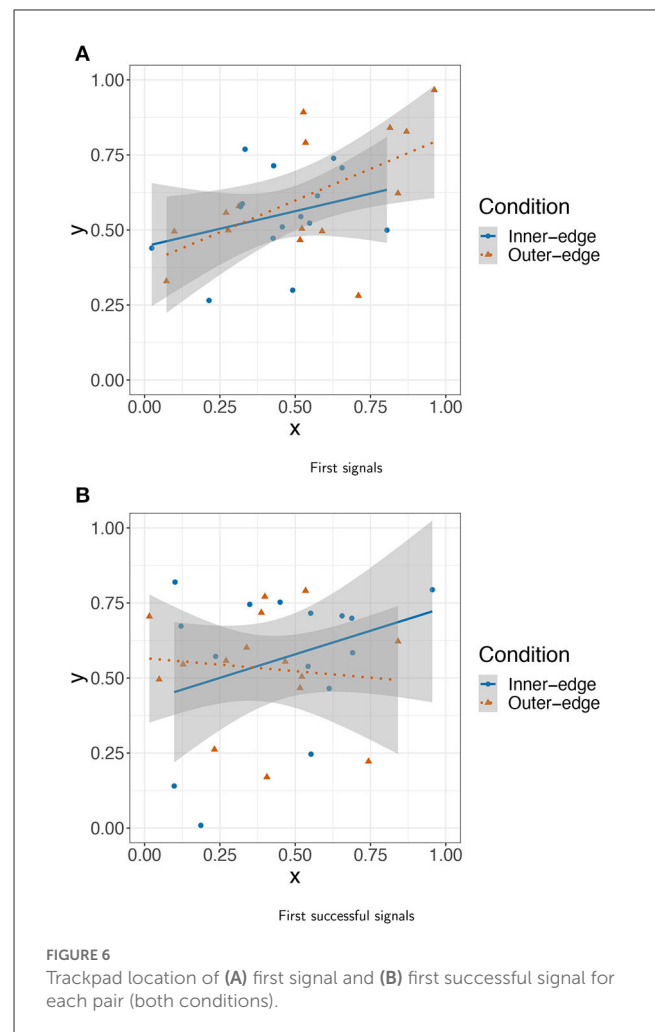 A
1.00
0.75
y
0.50
0.25
0.00
0.00 0.25 0.50 0.75 1.00
x
Condition
Inner-edge
Outer-edge
First signals
B
1.00
0.75
y
0.50
0.25
0.00
0.00 0.25 0.50 0.75 1.00
x
Condition
Inner-edge
Outer-edge
First successful signals
FIGURE 6
Trackpad location of (A) first signal and (B) first successful signal for
each pair (both conditions).